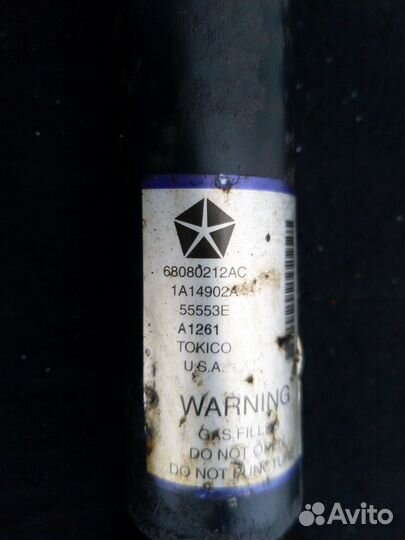 68080212AC
1A14902A
55553E
A1261
TOKICO
U.S.A.
WARNING
GAS FILLED
DO NOT OPEN
DO NOT PUNCTURE
Avito